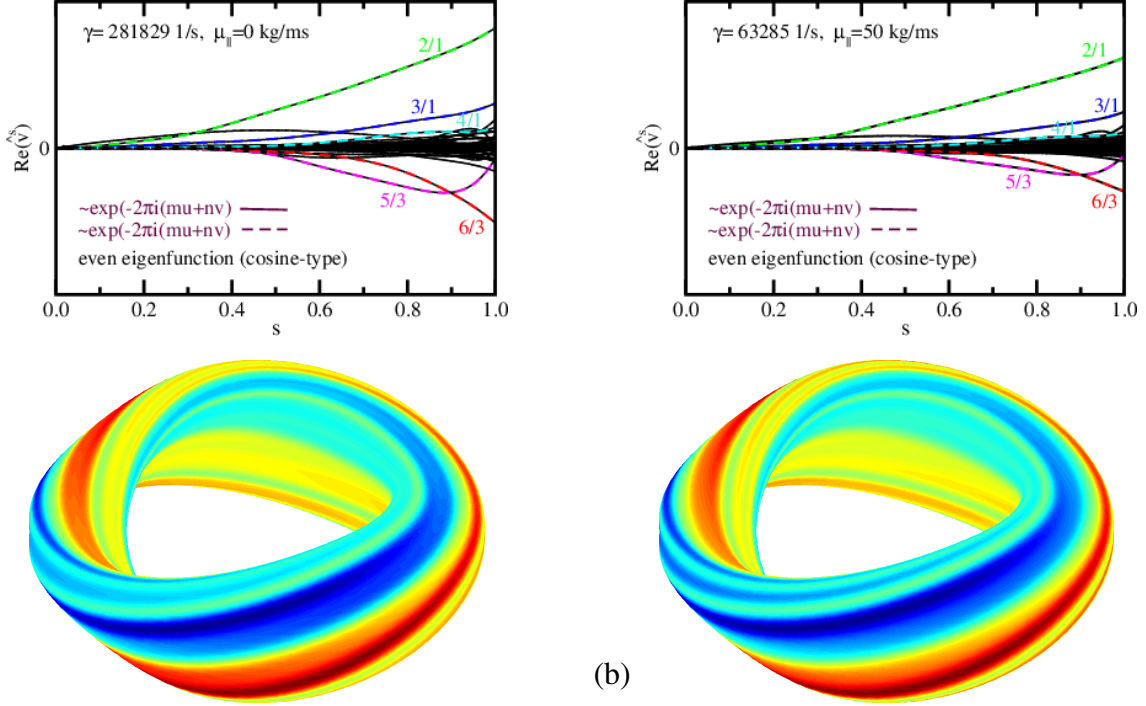 γ= 281829 1/s, μ||=0 kg/ms
2/1
3/1
4/1
0
Re(v̂ˢ)
5/3
6/3
~exp(-2πi(mu+nv)
~exp(-2πi(mu+nv)
even eigenfunction (cosine-type)
0.0 0.2 0.4 0.6 0.8 1.0
s
γ= 63285 1/s, μ||=50 kg/ms
2/1
3/1
4/1
0
Re(v̂ˢ)
5/3
6/3
~exp(-2πi(mu+nv)
~exp(-2πi(mu+nv)
even eigenfunction (cosine-type)
0.0 0.2 0.4 0.6 0.8 1.0
s
(b)